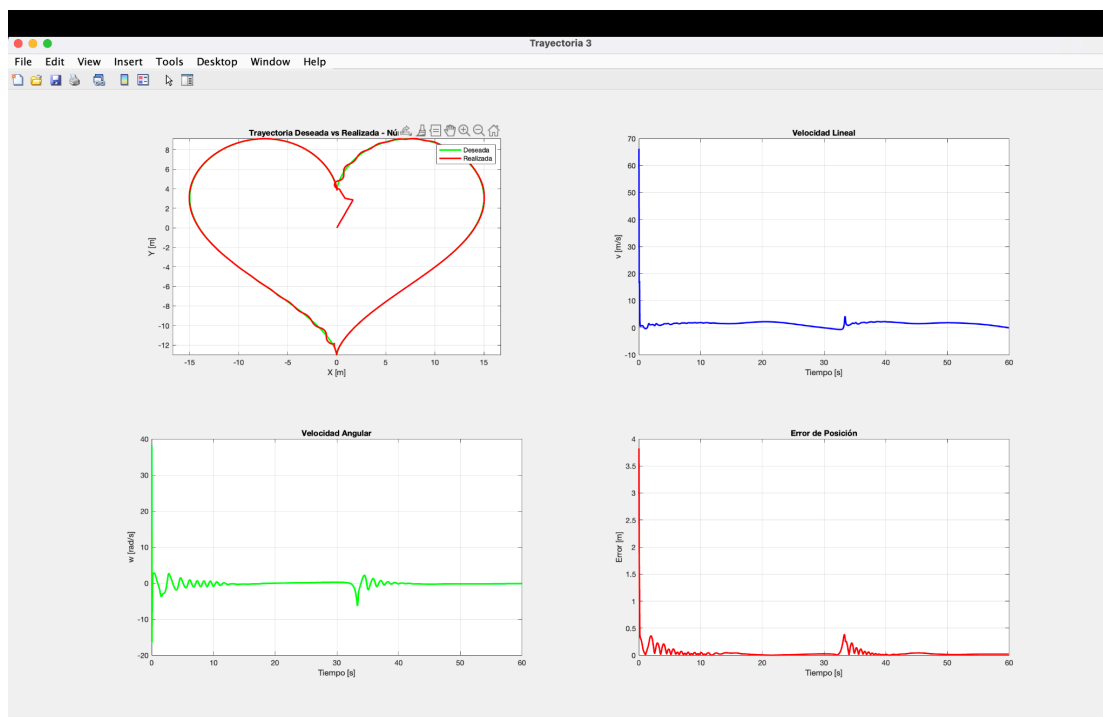 Trayectoria 3
File Edit View Insert Tools Desktop Window Help
Trayectoria Deseada vs Realizada - Nú
Deseada
Realizada
8
6
4
2
0
-2
-4
-6
-8
-10
-12
Y [m]
-15 -10 -5 0 5 10 15
X [m]
Velocidad Lineal
70
60
50
40
30
20
10
0
-10
v [m/s]
0 10 20 30 40 50 60
Tiempo [s]
Velocidad Angular
40
30
20
10
0
-10
-20
w [rad/s]
0 10 20 30 40 50 60
Tiempo [s]
Error de Posición
4
3.5
3
2.5
2
1.5
1
0.5
0
Error [m]
0 10 20 30 40 50 60
Tiempo [s]